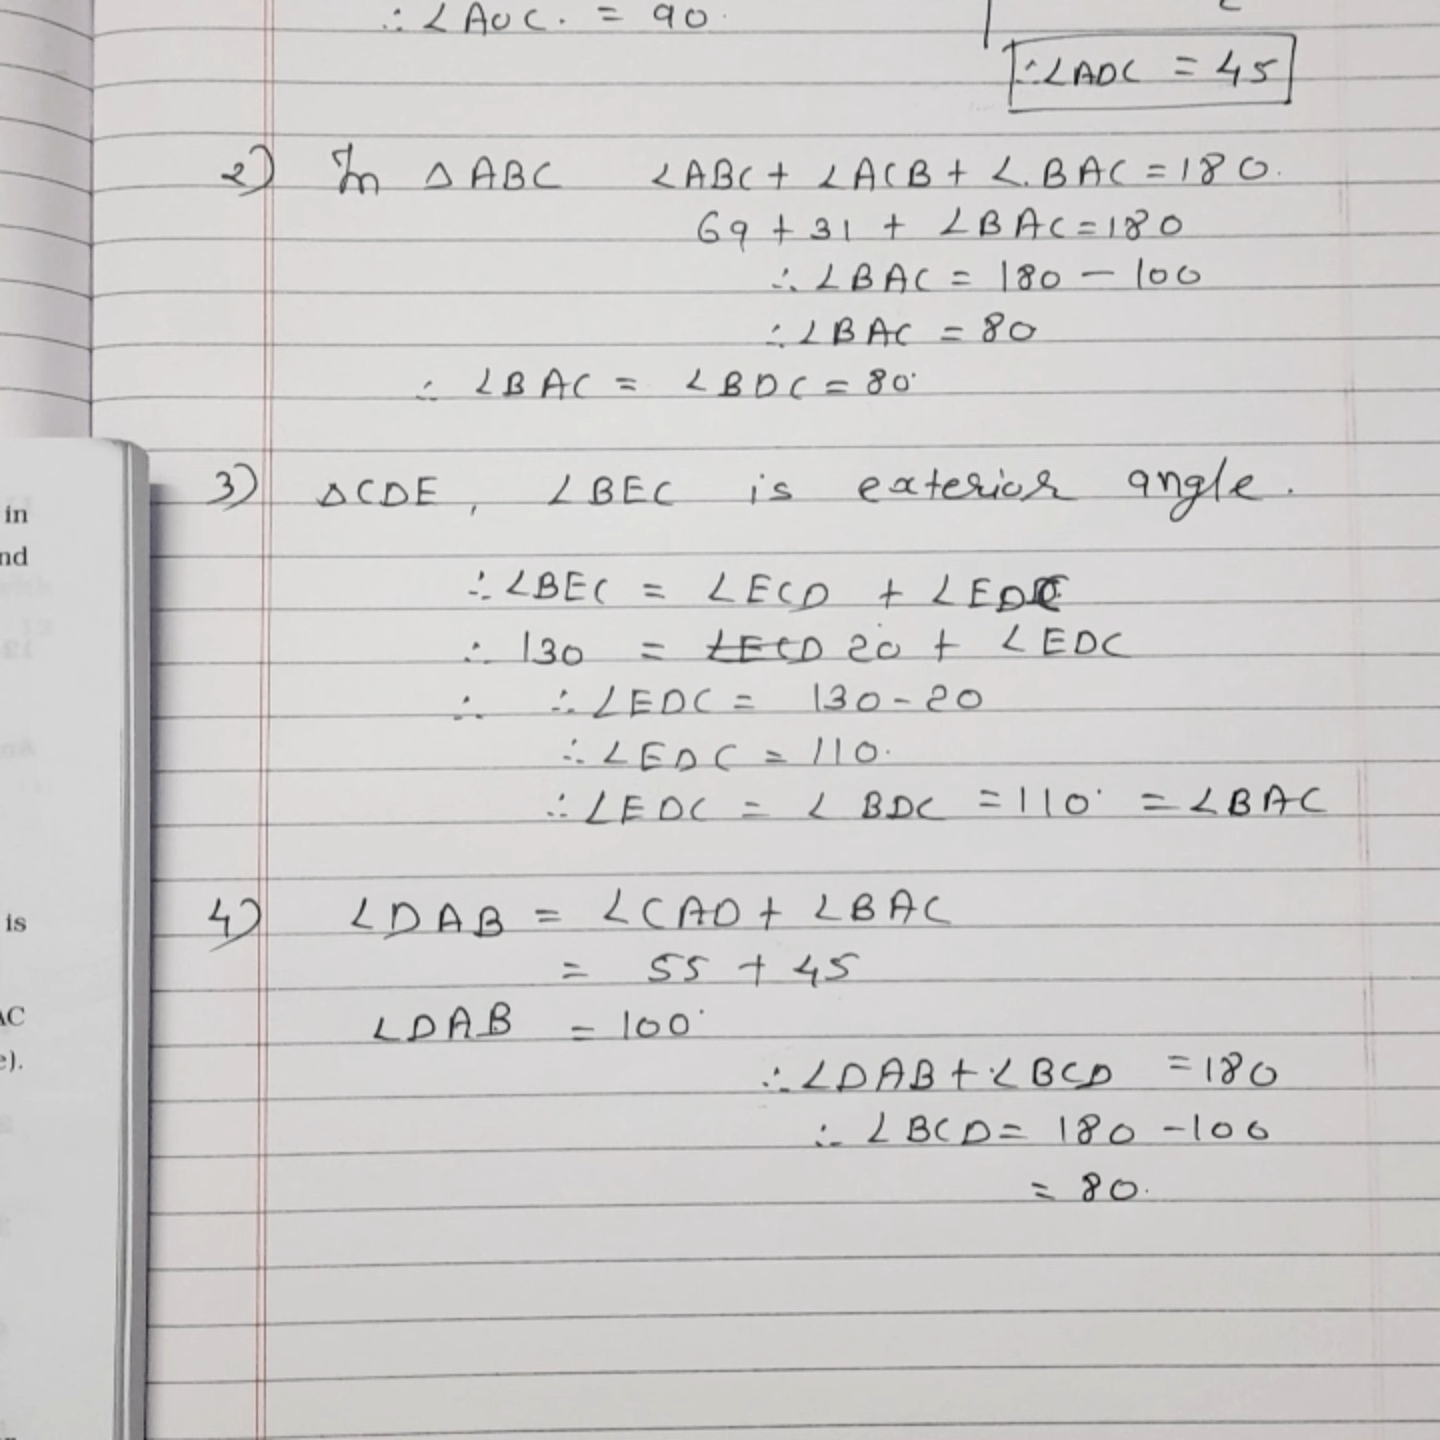 ∴ ∠AOC. = 90.
∴ ∠ADC = 45
2) In △ABC ∠ABC + ∠ACB + ∠.BAC = 180.
69 + 31 + ∠BAC = 180
∴ ∠BAC = 180 - 100
∴ ∠BAC = 80
∴ ∠BAC = ∠BDC = 80°
3) △CDE, ∠BEC is exterior angle.
∴ ∠BEC = ∠ECD + ∠EDC
∴ 130 = ∠ECD 20 + ∠EDC
∴ ∴ ∠EDC = 130 - 20
∴ ∠EDC = 110.
∴ ∠EDC = ∠BDC = 110° = ∠BAC
4) ∠DAB = ∠CAD + ∠BAC
= 55 + 45
∠DAB = 100°
∴ ∠DAB + ∠BCD = 180
∴ ∠BCD = 180 - 100
= 80.
in
nd
is
AC
e).